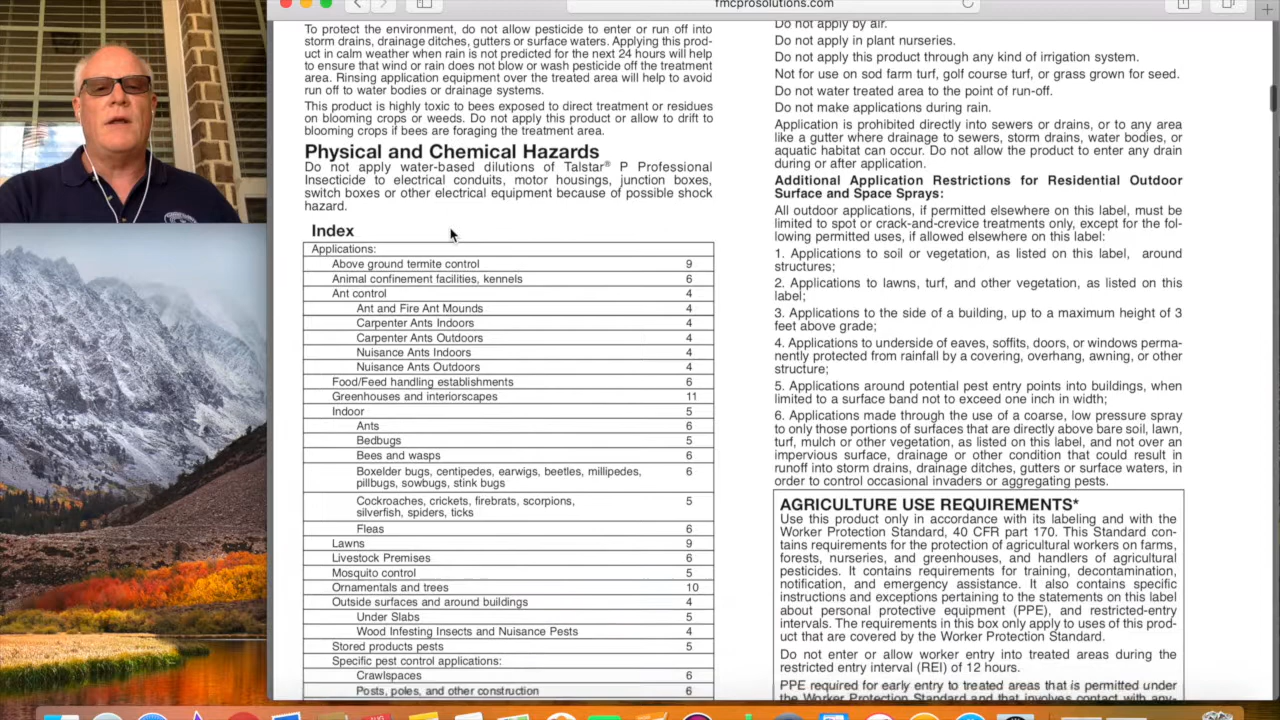 fmcprosolutions.com
To protect the environment, do not allow pesticide to enter or run off into
storm drains, drainage ditches, gutters or surface waters. Applying this prod-
uct in calm weather when rain is not predicted for the next 24 hours will help
to ensure that wind or rain does not blow or wash pesticide off the treatment
area. Rinsing application equipment over the treated area will help to avoid
run off to water bodies or drainage systems.
This product is highly toxic to bees exposed to direct treatment or residues
on blooming crops or weeds. Do not apply this product or allow to drift to
blooming crops if bees are foraging the treatment area.
Physical and Chemical Hazards
Do not apply water-based dilutions of Talstar® P Professional
Insecticide to electrical conduits, motor housings, junction boxes,
switch boxes or other electrical equipment because of possible shock
hazard.
Index
Applications:
Above ground termite control 9
Animal confinement facilities, kennels 6
Ant control 4
Ant and Fire Ant Mounds 4
Carpenter Ants Indoors 4
Carpenter Ants Outdoors 4
Nuisance Ants Indoors 4
Nuisance Ants Outdoors 4
Food/Feed handling establishments 6
Greenhouses and interiorscapes 11
Indoor 5
Ants 6
Bedbugs 5
Bees and wasps 6
Boxelder bugs, centipedes, earwigs, beetles, millipedes, 6
pillbugs, sowbugs, stink bugs
Cockroaches, crickets, firebrats, scorpions, 5
silverfish, spiders, ticks
Fleas 6
Lawns 9
Livestock Premises 6
Mosquito control 5
Ornamentals and trees 10
Outside surfaces and around buildings 4
Under Slabs 5
Wood Infesting Insects and Nuisance Pests 4
Stored products pests 5
Specific pest control applications:
Crawlspaces 6
Posts, poles, and other construction 6
Do not apply by air.
Do not apply in plant nurseries.
Do not apply this product through any kind of irrigation system.
Not for use on sod farm turf, golf course turf, or grass grown for seed.
Do not water treated area to the point of run-off.
Do not make applications during rain.
Application is prohibited directly into sewers or drains, or to any area
like a gutter where drainage to sewers, storm drains, water bodies, or
aquatic habitat can occur. Do not allow the product to enter any drain
during or after application.
Additional Application Restrictions for Residential Outdoor
Surface and Space Sprays:
All outdoor applications, if permitted elsewhere on this label, must be
limited to spot or crack-and-crevice treatments only, except for the fol-
lowing permitted uses, if allowed elsewhere on this label:
1. Applications to soil or vegetation, as listed on this label, around
structures;
2. Applications to lawns, turf, and other vegetation, as listed on this
label;
3. Applications to the side of a building, up to a maximum height of 3
feet above grade;
4. Applications to underside of eaves, soffits, doors, or windows perma-
nently protected from rainfall by a covering, overhang, awning, or other
structure;
5. Applications around potential pest entry points into buildings, when
limited to a surface band not to exceed one inch in width;
6. Applications made through the use of a coarse, low pressure spray
to only those portions of surfaces that are directly above bare soil, lawn,
turf, mulch or other vegetation, as listed on this label, and not over an
impervious surface, drainage or other condition that could result in
runoff into storm drains, drainage ditches, gutters or surface waters, in
order to control occasional invaders or aggregating pests.
AGRICULTURE USE REQUIREMENTS*
Use this product only in accordance with its labeling and with the
Worker Protection Standard, 40 CFR part 170. This Standard con-
tains requirements for the protection of agricultural workers on farms,
forests, nurseries, and greenhouses, and handlers of agricultural
pesticides. It contains requirements for training, decontamination,
notification, and emergency assistance. It also contains specific
instructions and exceptions pertaining to the statements on this label
about personal protective equipment (PPE), and restricted-entry
intervals. The requirements in this box only apply to uses of this prod-
uct that are covered by the Worker Protection Standard.
Do not enter or allow worker entry into treated areas during the
restricted entry interval (REI) of 12 hours.
PPE required for early entry to treated areas that is permitted under
the Worker Protection Standard and that involves contact with any-